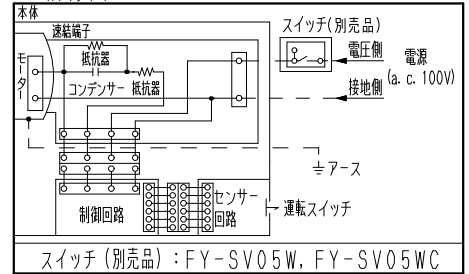 本体
速結端子
スイッチ(別売品)
抵抗器
電圧側
電源
(a.c.100V)
モーター
コンデンサー
抵抗器
接地側
アース
制御回路
センサー
回路
運転スイッチ
スイッチ(別売品):FY-SV05W,FY-SV05WC